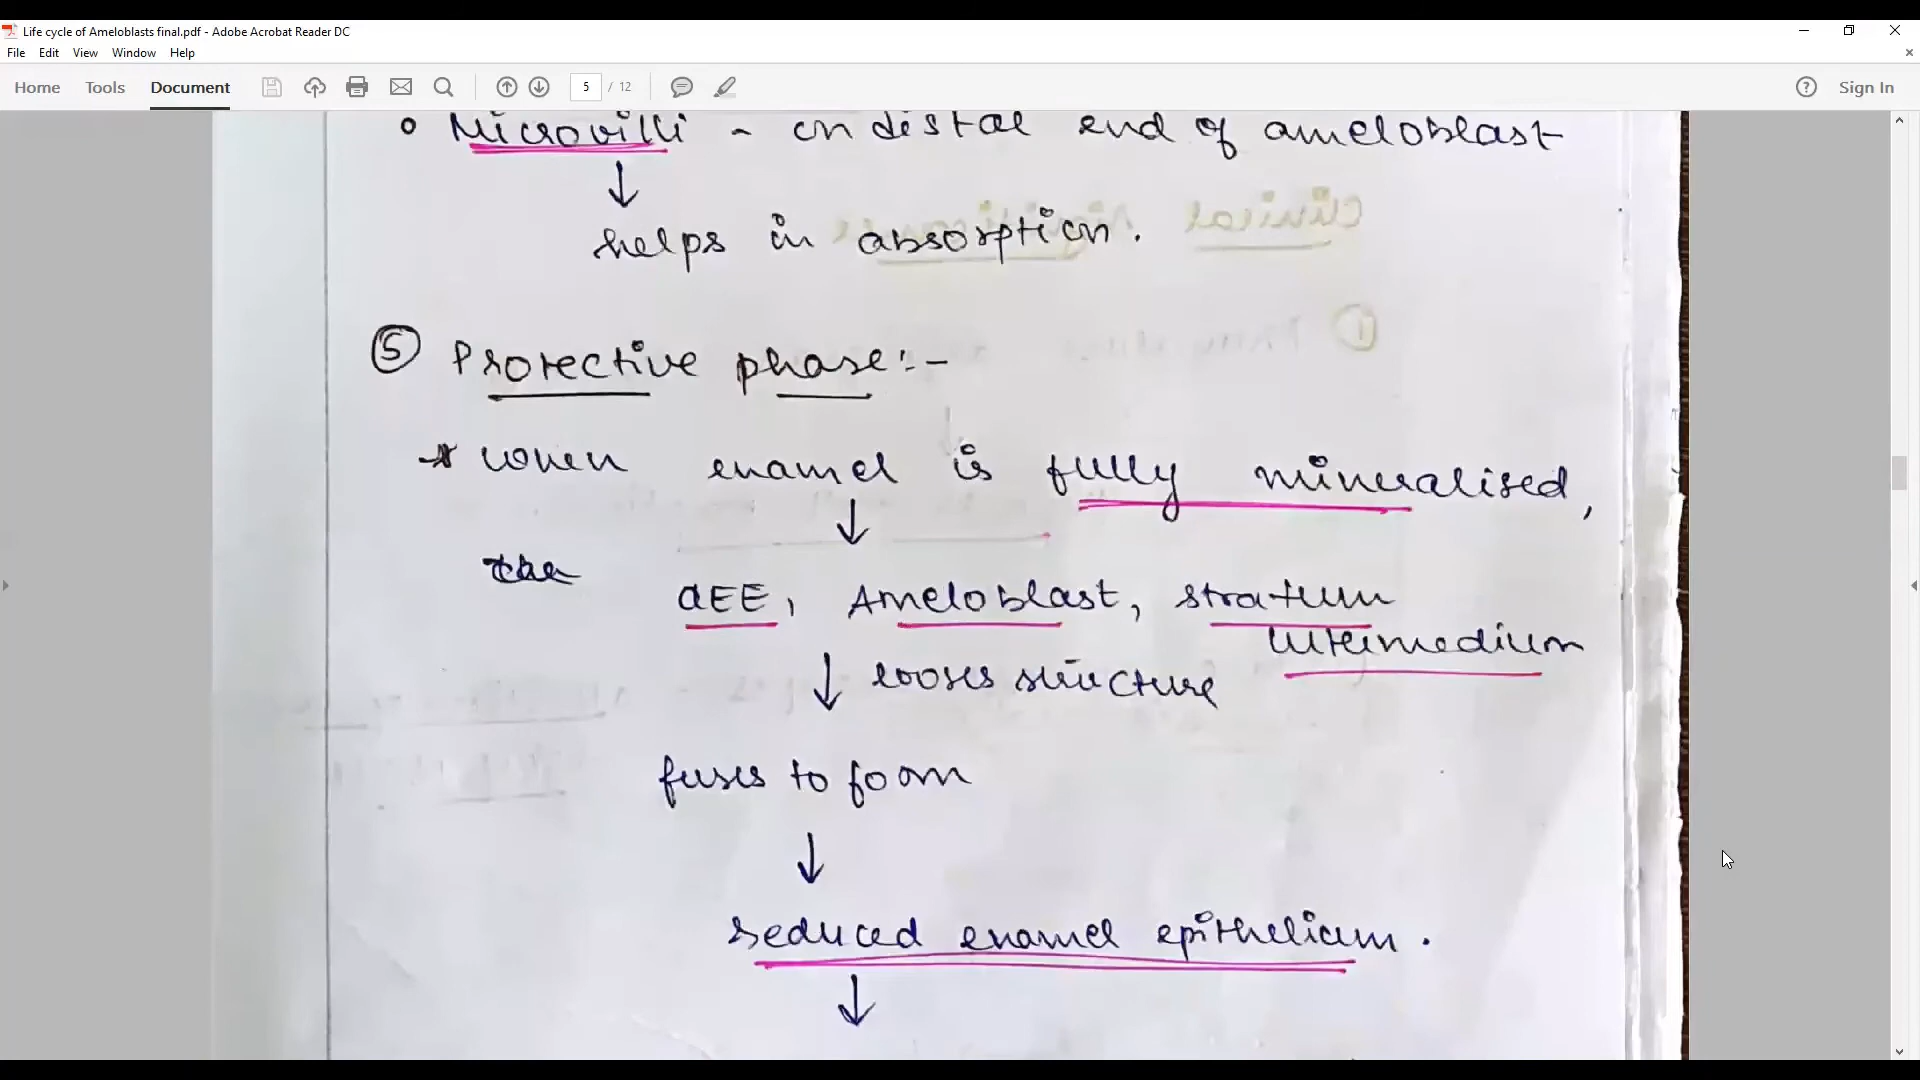 Life cycle of Ameloblasts final.pdf - Adobe Acrobat Reader DC
File Edit View Window Help
Home Tools Document 5 / 12 Sign In
Microvilli - on distal end of ameloblast
↓
helps in absorption.
⑤ Protective phase:-
* when enamel is fully mineralised,
↓
the
OEE, Ameloblast, stratum
intermedium
↓ looses structure
fuses to form
↓
reduced enamel epithelium.
↓